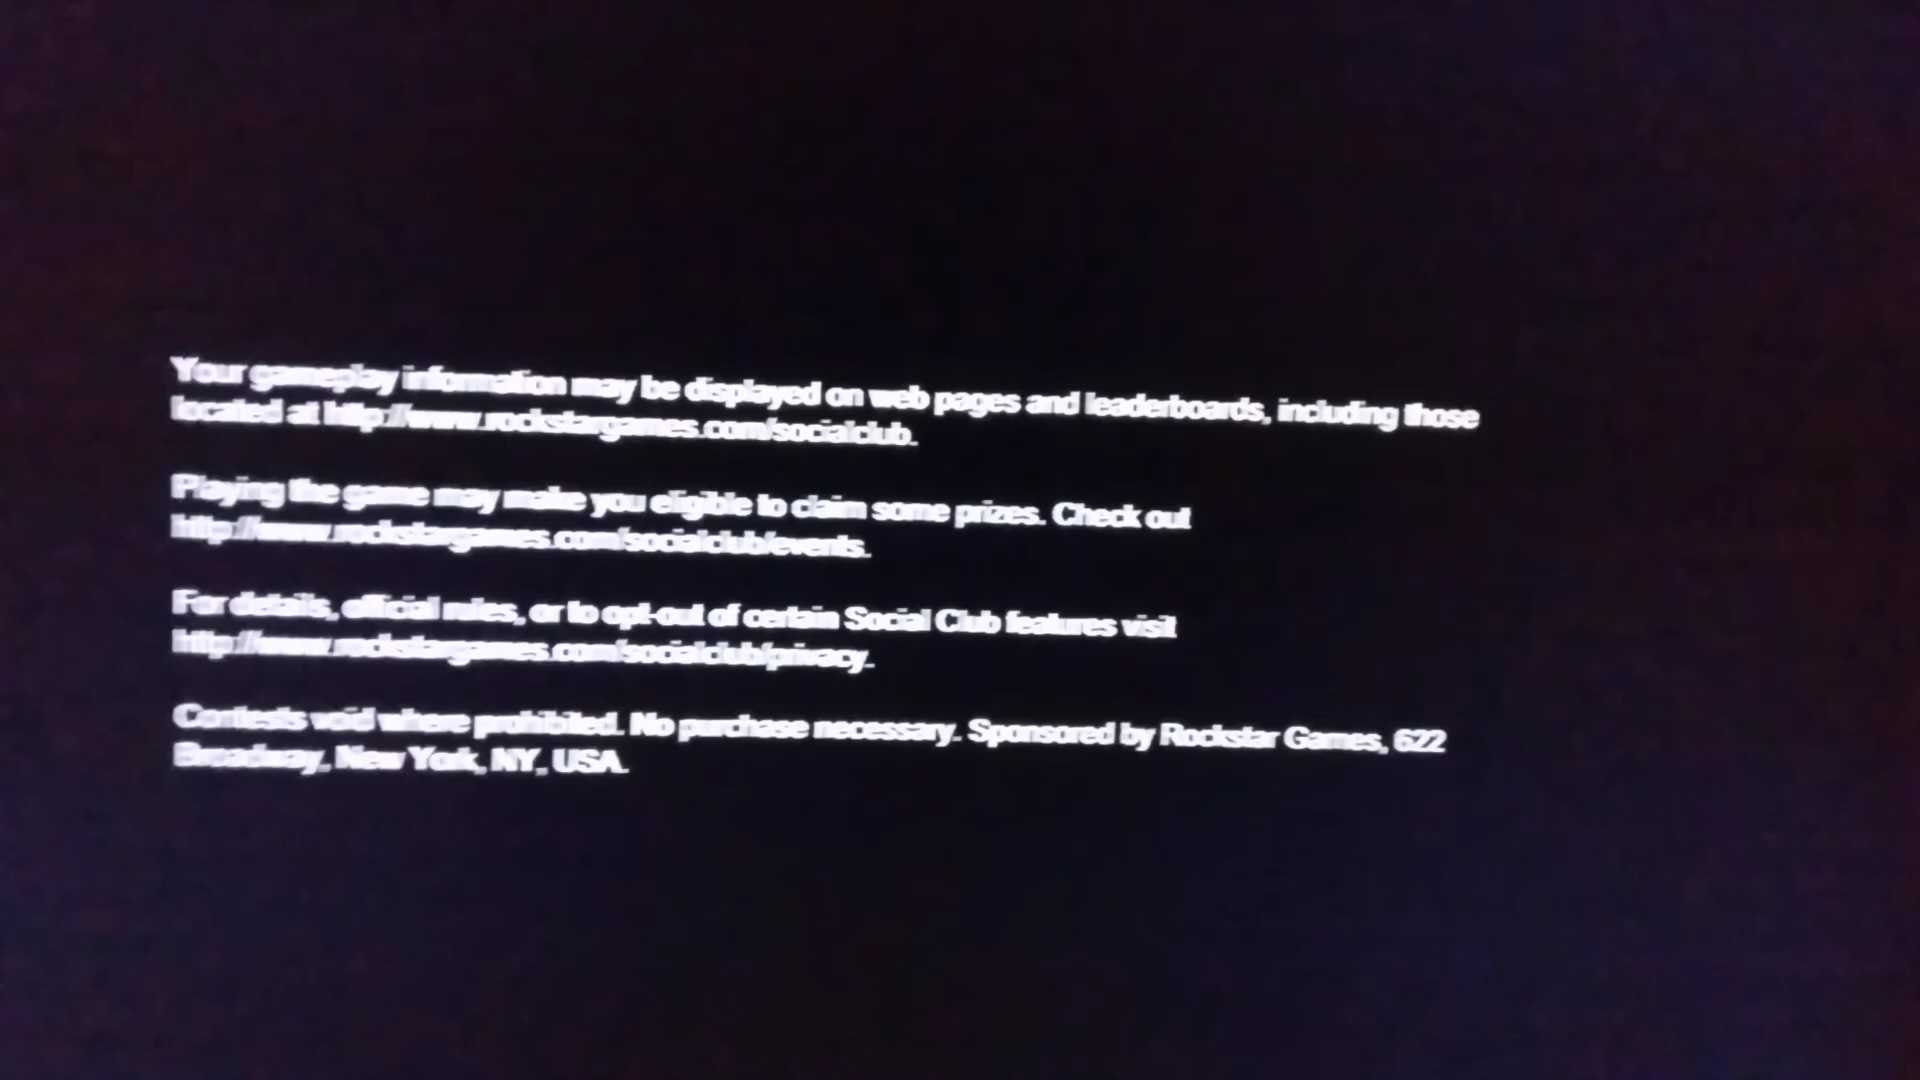 Your gameplay information may be displayed on web pages and leaderboards, including those
located at http://www.rockstargames.com/socialclub.
Playing the game may make you eligible to claim some prizes. Check out
http://www.rockstargames.com/socialclub/events.
For details, official rules, or to opt-out of certain Social Club features visit
http://www.rockstargames.com/socialclub/privacy.
Contests void where prohibited. No purchase necessary. Sponsored by Rockstar Games, 622
Broadway, New York, NY, USA.